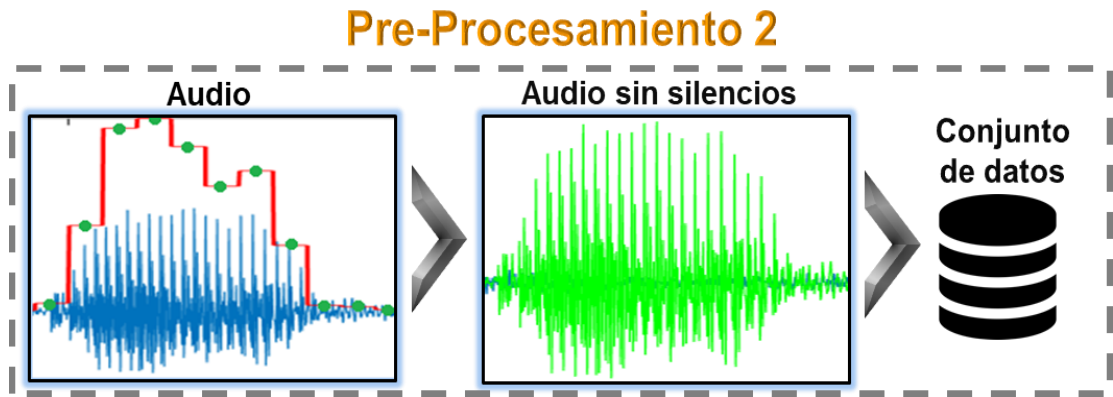 Pre-Procesamiento 2
Audio
Audio sin silencios
Conjunto
de datos